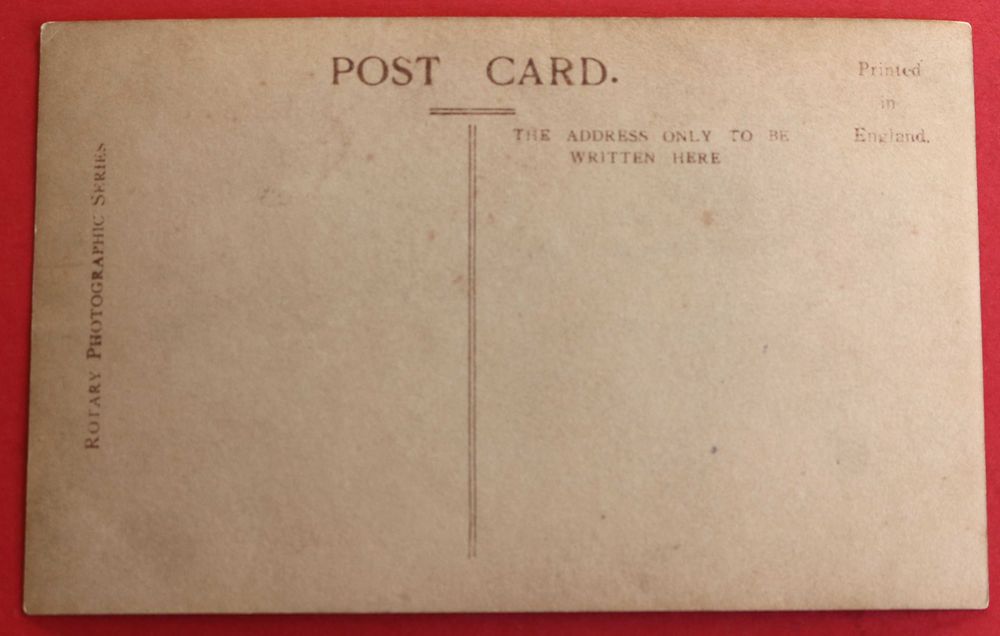 POST CARD.
Printed
in
England.
THE ADDRESS ONLY TO BE
WRITTEN HERE
ROTARY PHOTOGRAPHIC SERIES